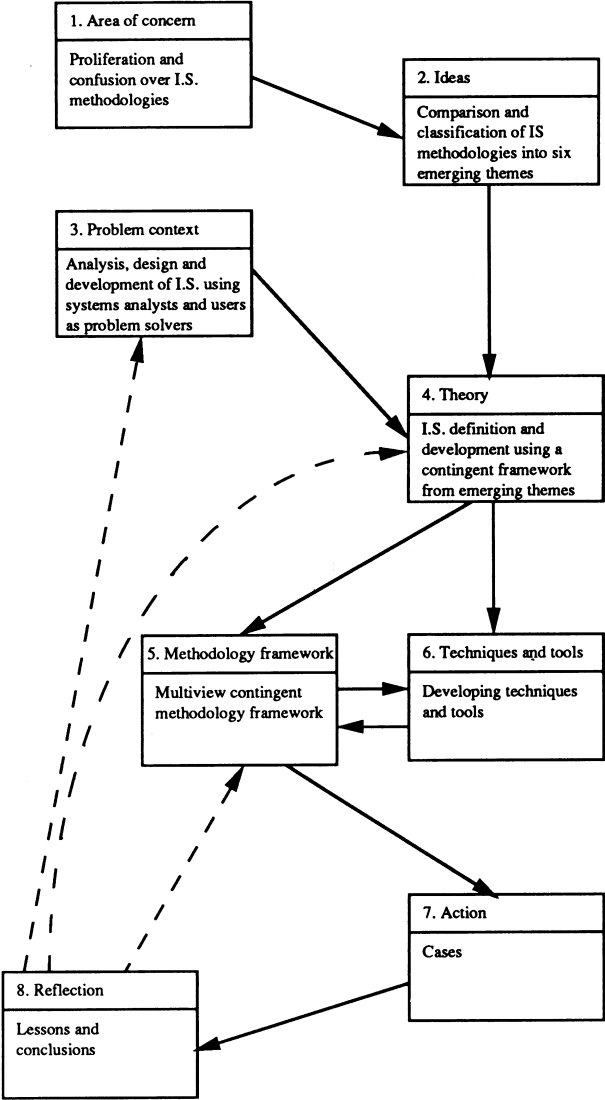 1. Area of concern
Proliferation and
confusion over I.S.
methodologies
2. Ideas
Comparison and
classification of IS
methodologies into six
emerging themes
3. Problem context
Analysis, design and
development of I.S. using
systems analysts and users
as problem solvers
4. Theory
I.S. definition and
development using a
contingent framework
from emerging themes
5. Methodology framework
Multiview contingent
methodology framework
6. Techniques and tools
Developing techniques
and tools
7. Action
Cases
8. Reflection
Lessons and
conclusions